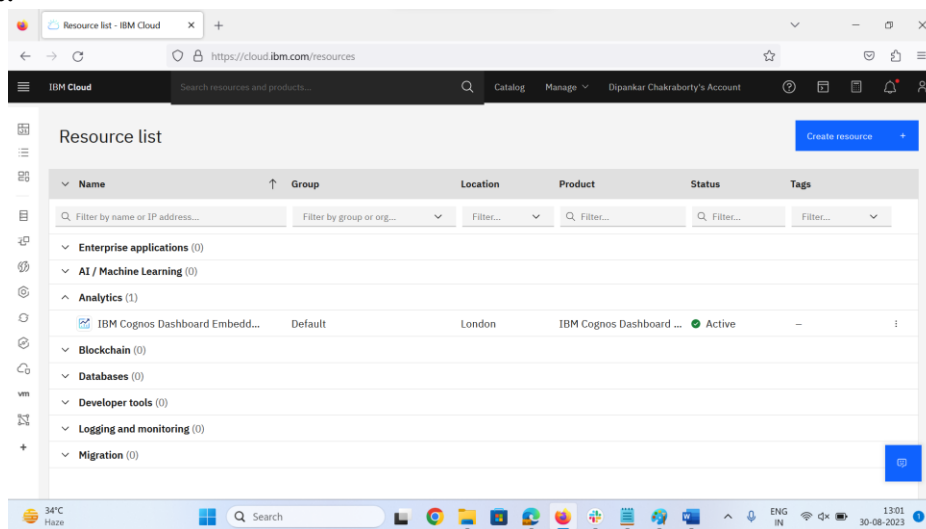 Resource list - IBM Cloud
https://cloud.ibm.com/resources
IBM Cloud Search resources and products... Catalog Manage Dipankar Chakraborty's Account
Resource list
Create resource +
Name Group Location Product Status Tags
Filter by name or IP address... Filter by group or org... Filter... Filter... Filter... Filter...
Enterprise applications (0)
AI / Machine Learning (0)
Analytics (1)
IBM Cognos Dashboard Embedd... Default London IBM Cognos Dashboard ... Active –
Blockchain (0)
Databases (0)
Developer tools (0)
Logging and monitoring (0)
vm
Migration (0)
34°C
Haze
Search
ENG
IN
13:01
30-08-2023
1